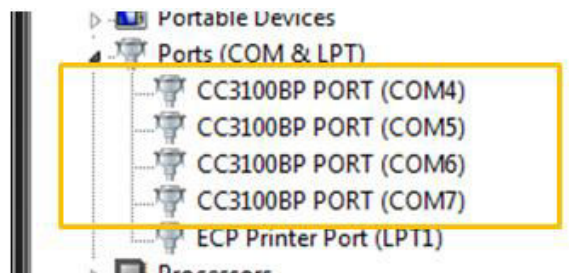 Portable Devices
Ports (COM & LPT)
CC3100BP PORT (COM4)
CC3100BP PORT (COM5)
CC3100BP PORT (COM6)
CC3100BP PORT (COM7)
ECP Printer Port (LPT1)
Processors